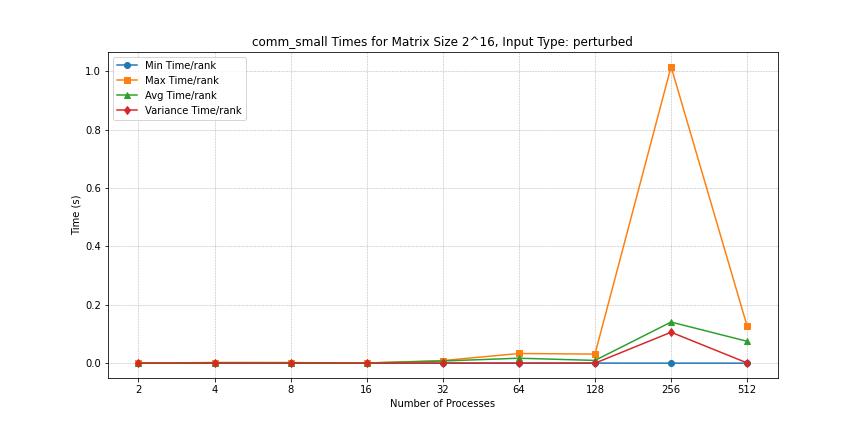 comm_small Times for Matrix Size 2^16, Input Type: perturbed
Min Time/rank
Max Time/rank
Avg Time/rank
Variance Time/rank
1.0
0.8
0.6
0.4
0.2
0.0
Time (s)
2 4 8 16 32 64 128 256 512
Number of Processes